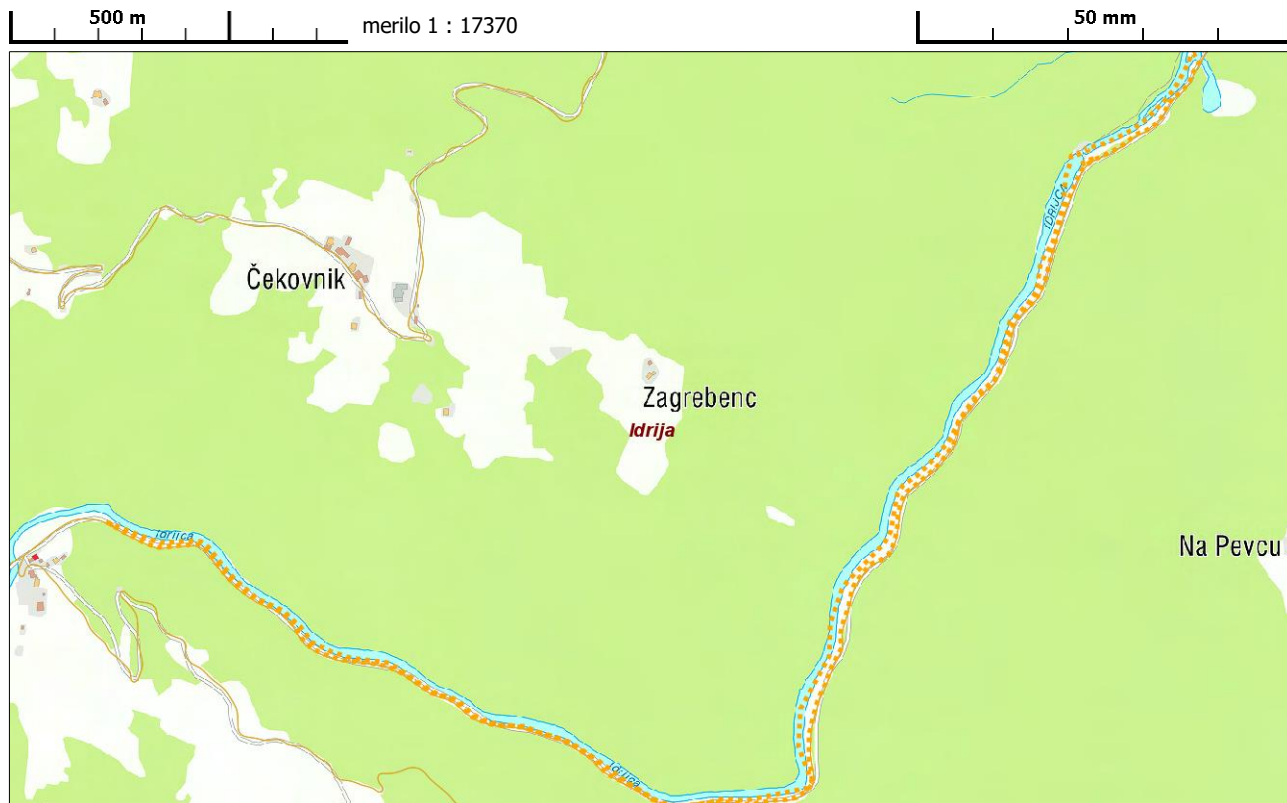 500 m
merilo 1 : 17370
50 mm
IDRIJCA
Čekovnik
Zagrebenc
Idrija
Idrijca
Na Pevcu
Idrijca